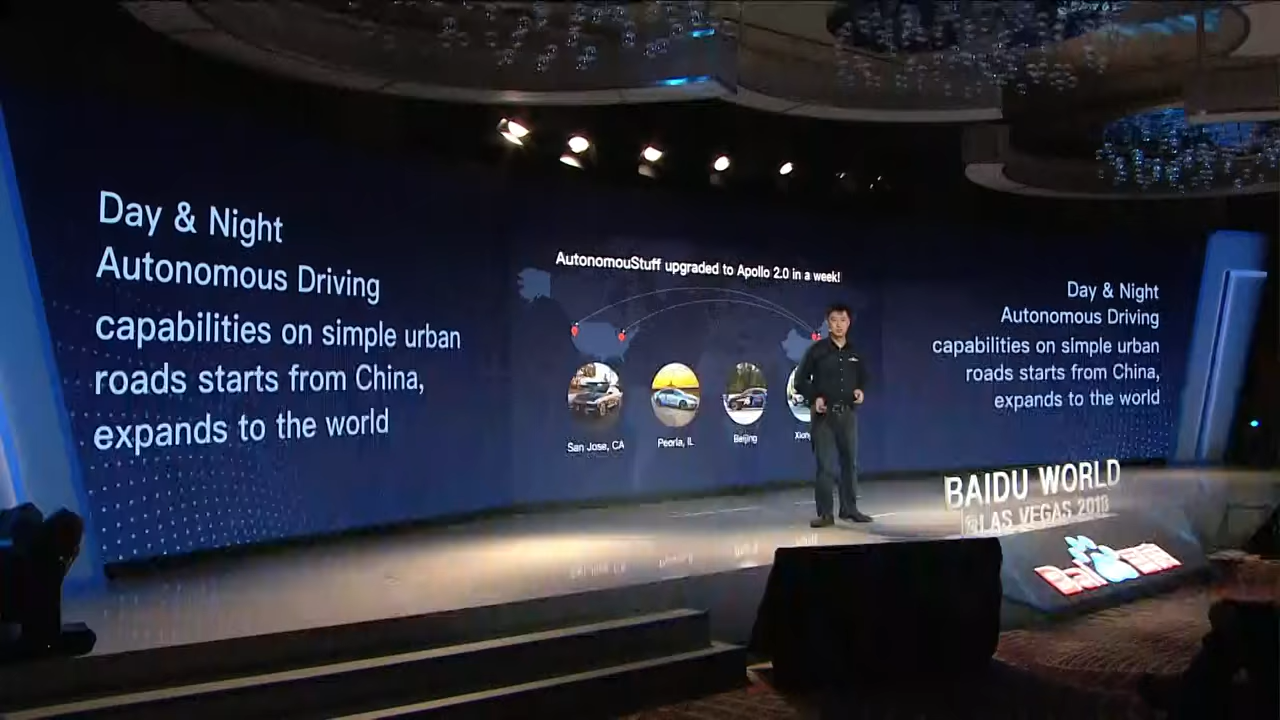 Day & Night
Autonomous Driving
capabilities on simple urban
roads starts from China,
expands to the world
AutonomouStuff upgraded to Apollo 2.0 in a week!
San Jose, CA
Peoria, IL
Beijing
Day & Night
Autonomous Driving
capabilities on simple urban
roads starts from China,
expands to the world
BAIDU WORLD
@LAS VEGAS 2018